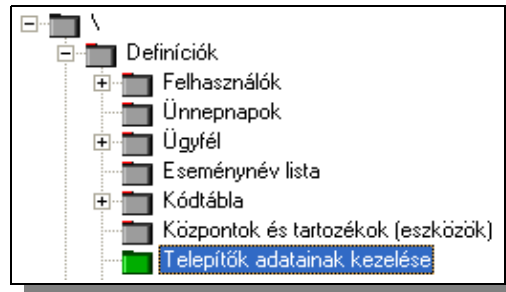 \
Definíciók
Felhasználók
Ünnepnapok
Ügyfél
Eseménynév lista
Kódtábla
Központok és tartozékok (eszközök)
Telepítők adatainak kezelése